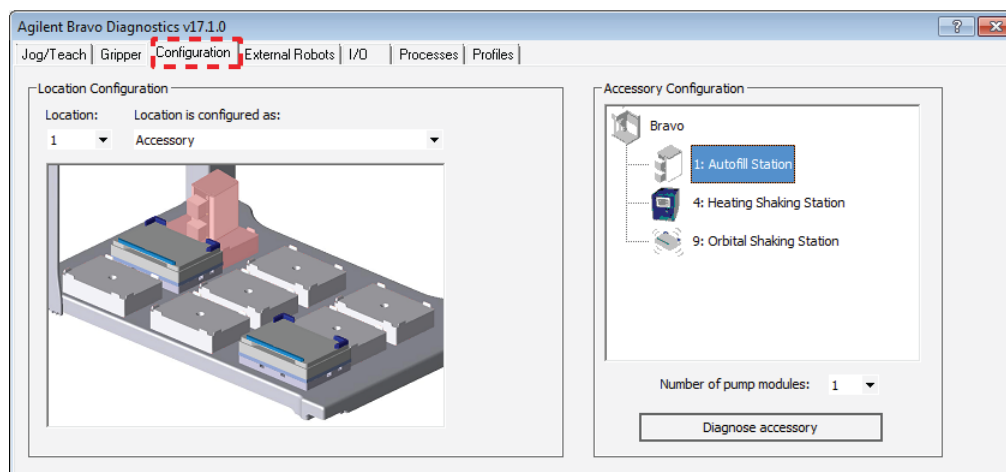 Agilent Bravo Diagnostics v17.1.0
Jog/Teach Gripper Configuration External Robots I/O Processes Profiles
Location Configuration
Location: Location is configured as:
1 Accessory
Accessory Configuration
Bravo
1: Autofill Station
4: Heating Shaking Station
9: Orbital Shaking Station
Number of pump modules: 1
Diagnose accessory